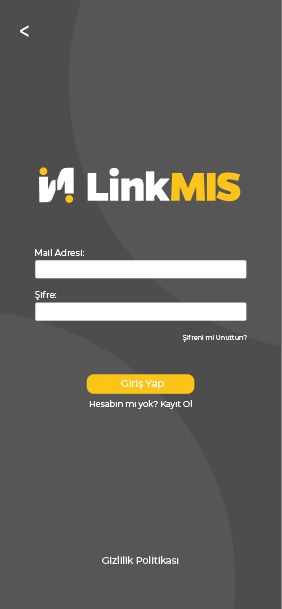 <
LinkMIS
Mail Adresi:
Şifre:
Şifreni mi Unuttun?
Giriş Yap
Hesabın mı yok? Kayıt Ol
Gizlilik Politikası